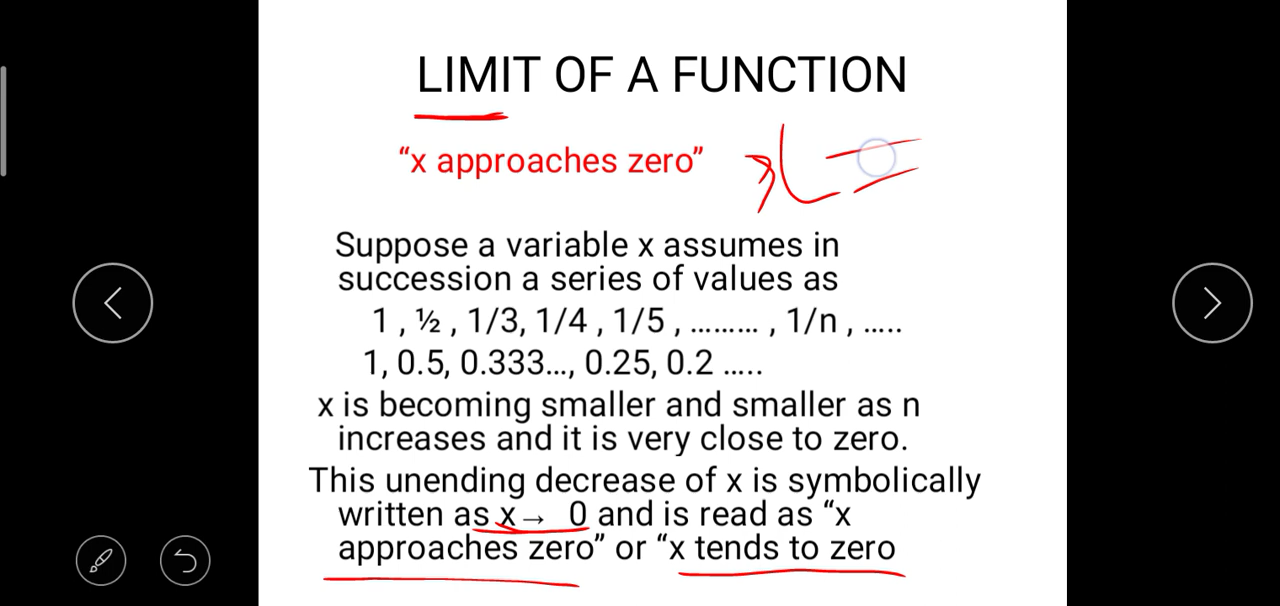 LIMIT OF A FUNCTION
“x approaches zero”
Suppose a variable x assumes in
succession a series of values as
1 , ½ , 1/3, 1/4 , 1/5 , ……… , 1/n , …..
1, 0.5, 0.333…, 0.25, 0.2 …..
x is becoming smaller and smaller as n
increases and it is very close to zero.
This unending decrease of x is symbolically
written as x → 0 and is read as “x
approaches zero” or “x tends to zero